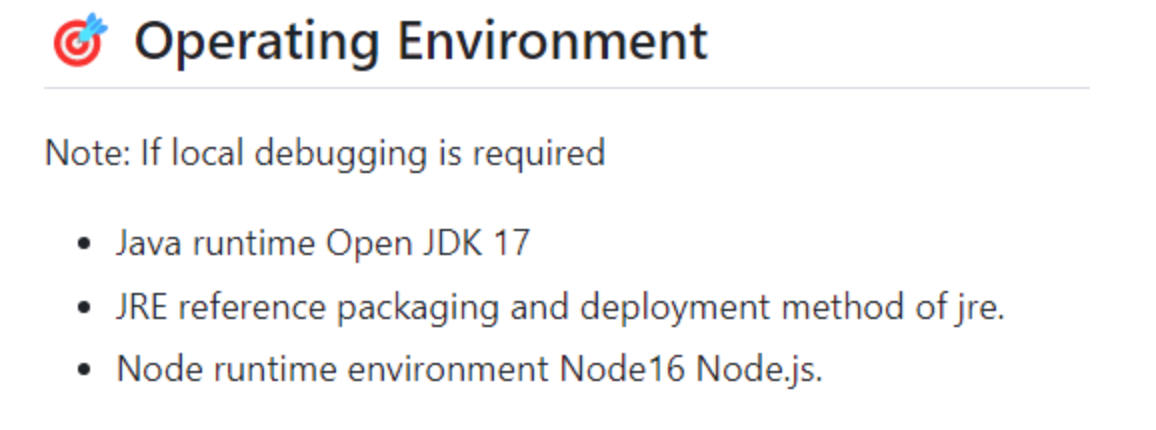 🎯 Operating Environment
Note: If local debugging is required
• Java runtime Open JDK 17
• JRE reference packaging and deployment method of jre.
• Node runtime environment Node16 Node.js.